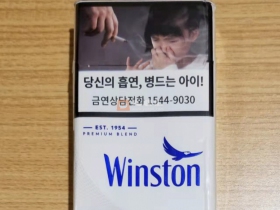 당신의 흡연, 병드는 아이!
금연상담전화 1544-9030
EST. 1954
PREMIUM BLEND
Winston